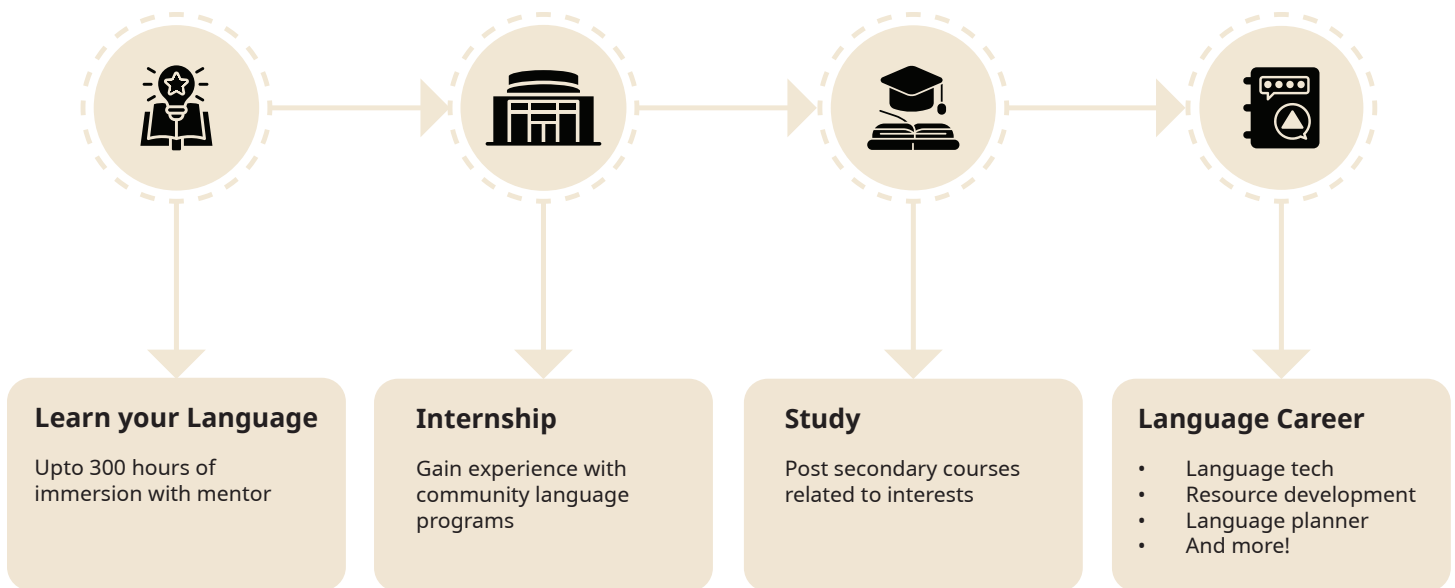 Learn your Language
Upto 300 hours of
immersion with mentor
Internship
Gain experience with
community language
programs
Study
Post secondary courses
related to interests
Language Career
• Language tech
• Resource development
• Language planner
• And more!